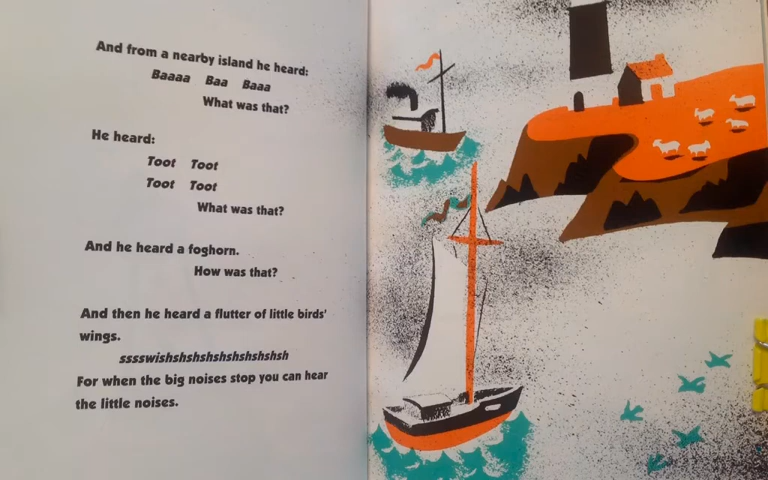 And from a nearby island he heard:
Baaaa Baa Baaa
What was that?
He heard:
Toot Toot
Toot Toot
What was that?
And he heard a foghorn.
How was that?
And then he heard a flutter of little birds'
wings.
sssswishshshshshshshshshsh
For when the big noises stop you can hear
the little noises.